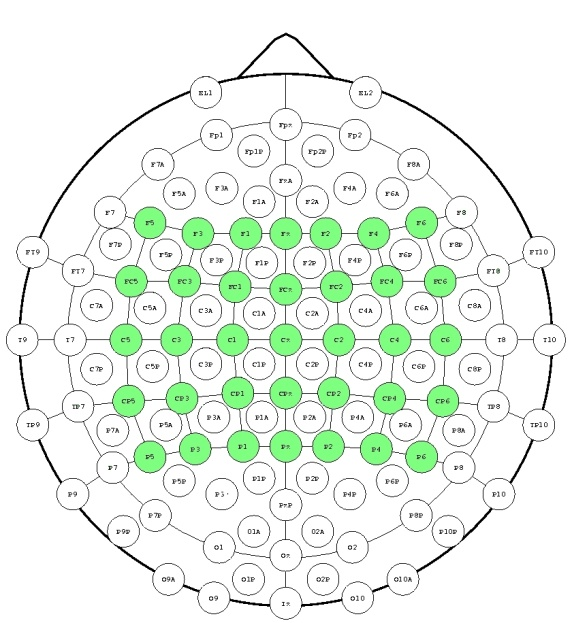 EL1 EL2
Fp1 Fpz Fp2
Fp1P Fp2P
F7A F8A
F5A F3A FzA F4A F6A
F1A F2A
F7 F8
F5 F3 F1 Fz F2 F4 F6
F7P F8P
FT9 F5P F3P F1P F2P F4P F6P FT10
FT7 FT8
FC5 FC3 FC1 FCz FC2 FC4 FC6
C7A C5A C3A C1A C2A C4A C6A C8A
T9 T7 C5 C3 C1 Cz C2 C4 C6 T8 T10
C7P C5P C3P C1P C2P C4P C6P C8P
TP7 CP5 CP3 CP1 CPz CP2 CP4 CP6 TP8
TP9 P7A P5A P3A P1A P2A P4A P6A P8A TP10
P5 P3 P1 Pz P2 P4 P6
P7 P8
P5P P1P P2P P6P
P9 P4P P10
PzP
P7P P8P
P9P O1A O2A P10P
O1 Oz O2
O9A O1P O2P O10A
O9 Iz O10